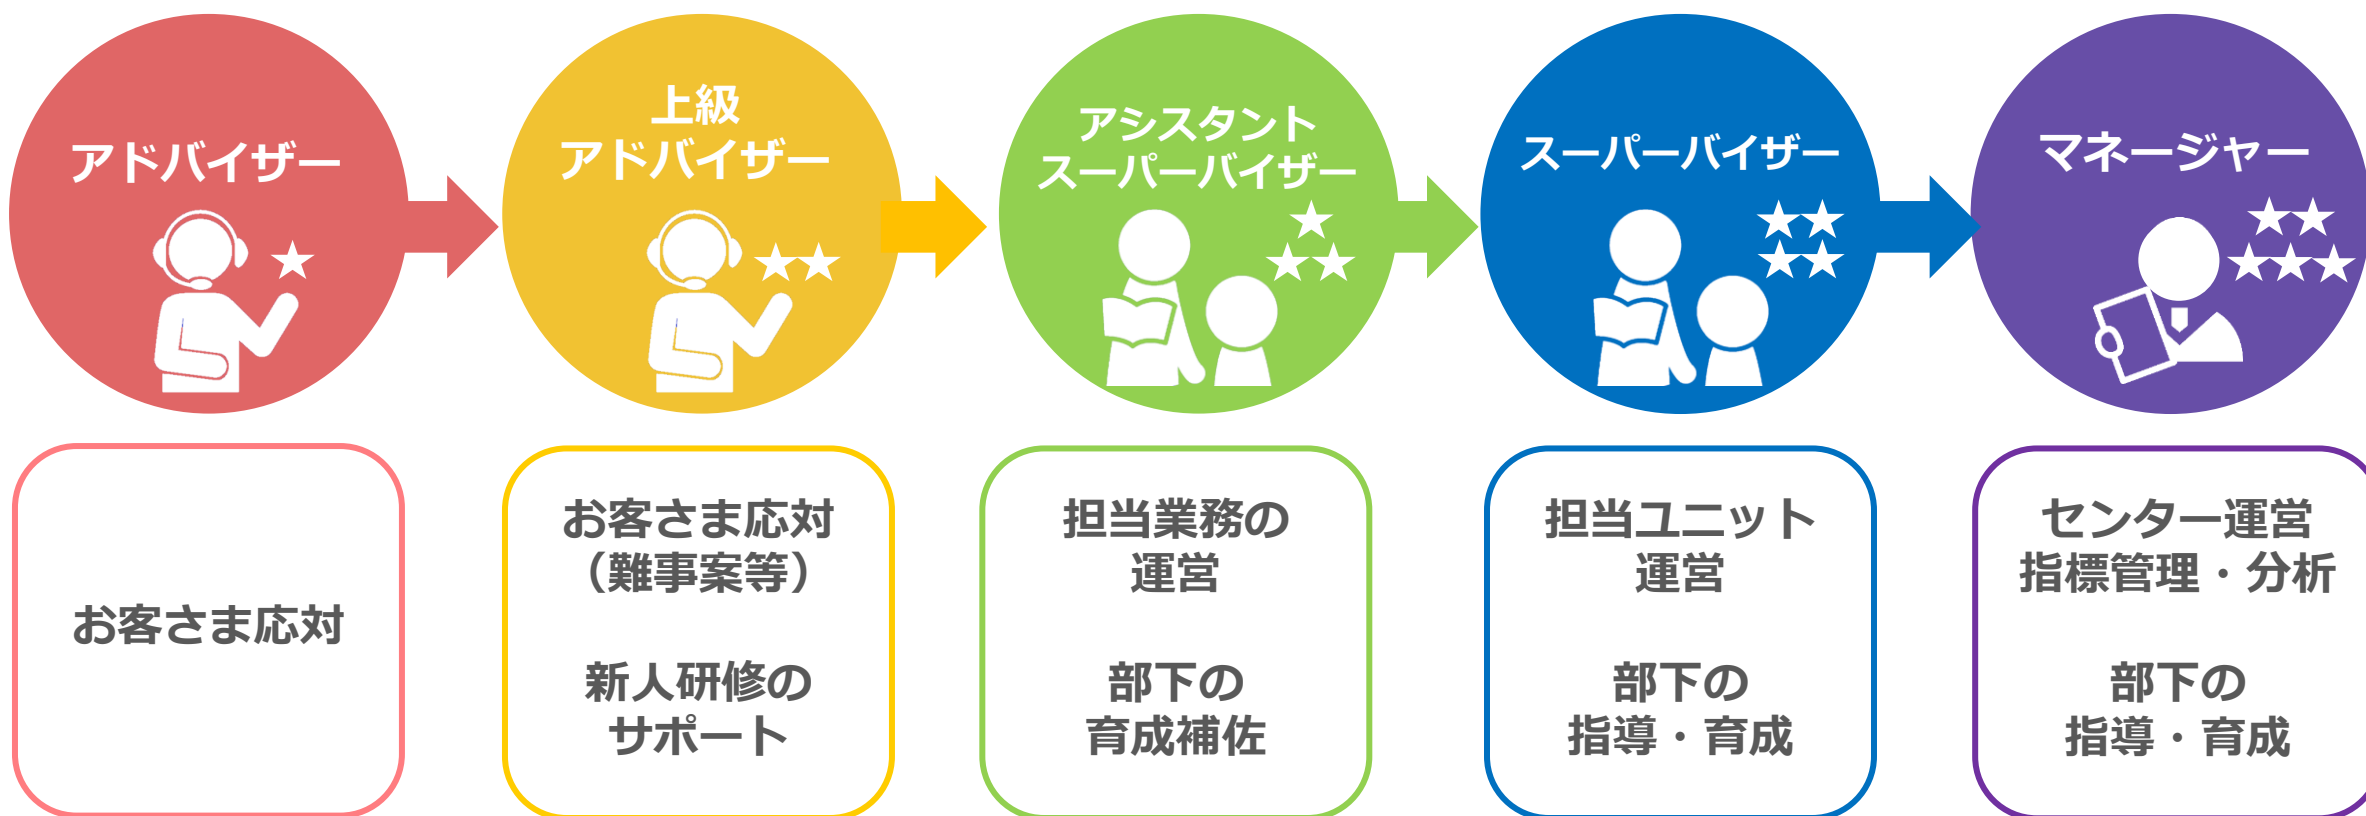 アドバイザー
上級
アドバイザー
アシスタント
スーパーバイザー
スーパーバイザー
マネージャー
お客さま応対
お客さま応対
（難事案等）
新人研修の
サポート
担当業務の
運営
部下の
育成補佐
担当ユニット
運営
部下の
指導・育成
センター運営
指標管理・分析
部下の
指導・育成